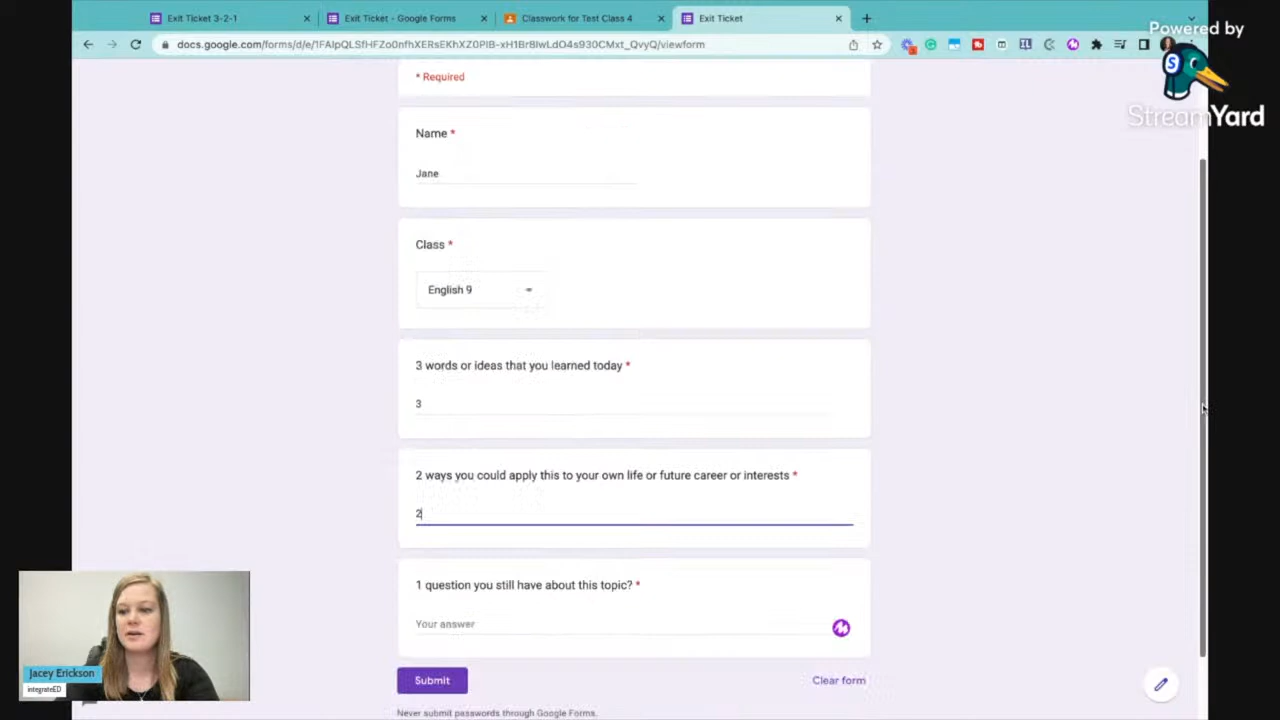 Exit Ticket 3-2-1
Exit Ticket - Google Forms
Classwork for Test Class 4
Exit Ticket
Powered by
StreamYard
* Required
Name *
Jane
Class *
English 9
3 words or ideas that you learned today *
3
2 ways you could apply this to your own life or future career or interests *
2
1 question you still have about this topic? *
Your answer
Submit
Clear form
Never submit passwords through Google Forms.
Jacey Erickson
integrateED